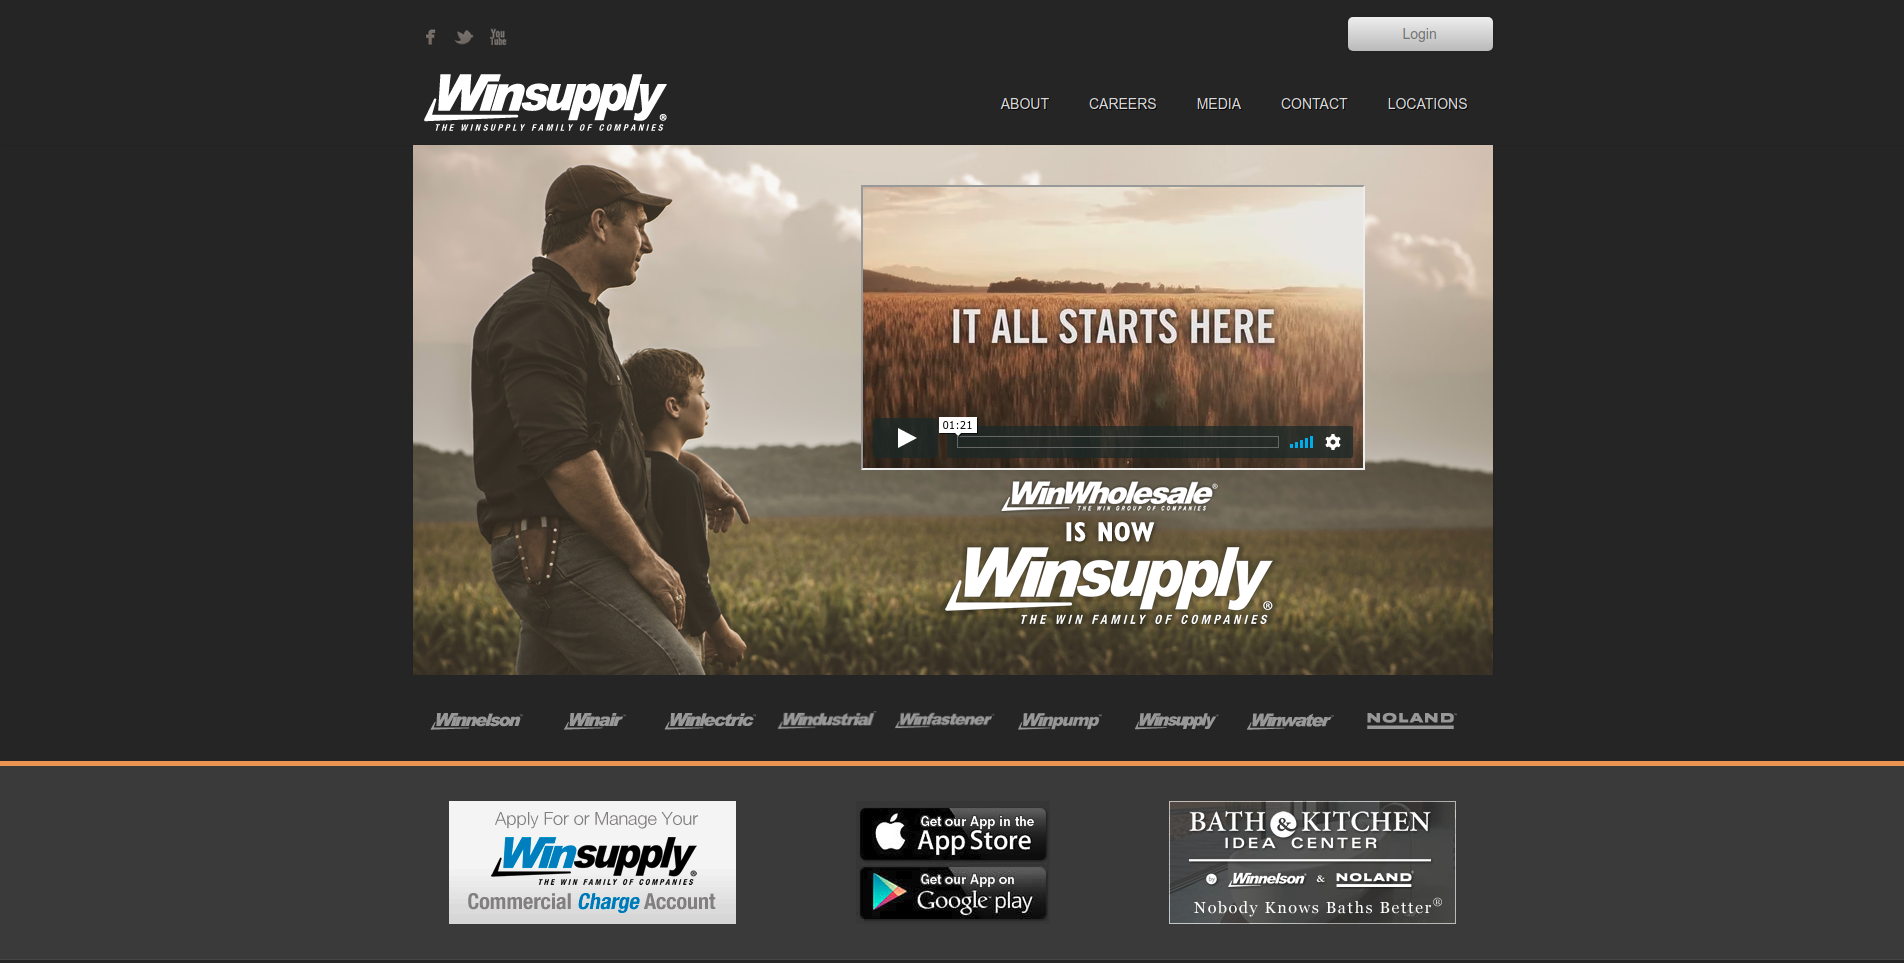 You
Tube
Login
Winsupply®
THE WINSUPPLY FAMILY OF COMPANIES
ABOUT CAREERS MEDIA CONTACT LOCATIONS
IT ALL STARTS HERE
01:21
WinWholesale®
THE WIN GROUP OF COMPANIES
IS NOW
Winsupply®
THE WIN FAMILY OF COMPANIES
Winnelson Winair Winlectric Windustrial Winfastener Winpump Winsupply Winwater NOLAND
Apply For or Manage Your
Winsupply®
THE WIN FAMILY OF COMPANIES
Commercial Charge Account
Get our App in the
App Store
Get our App on
Google play
BATH & KITCHEN
IDEA CENTER
by Winnelson & NOLAND
Nobody Knows Baths Better®